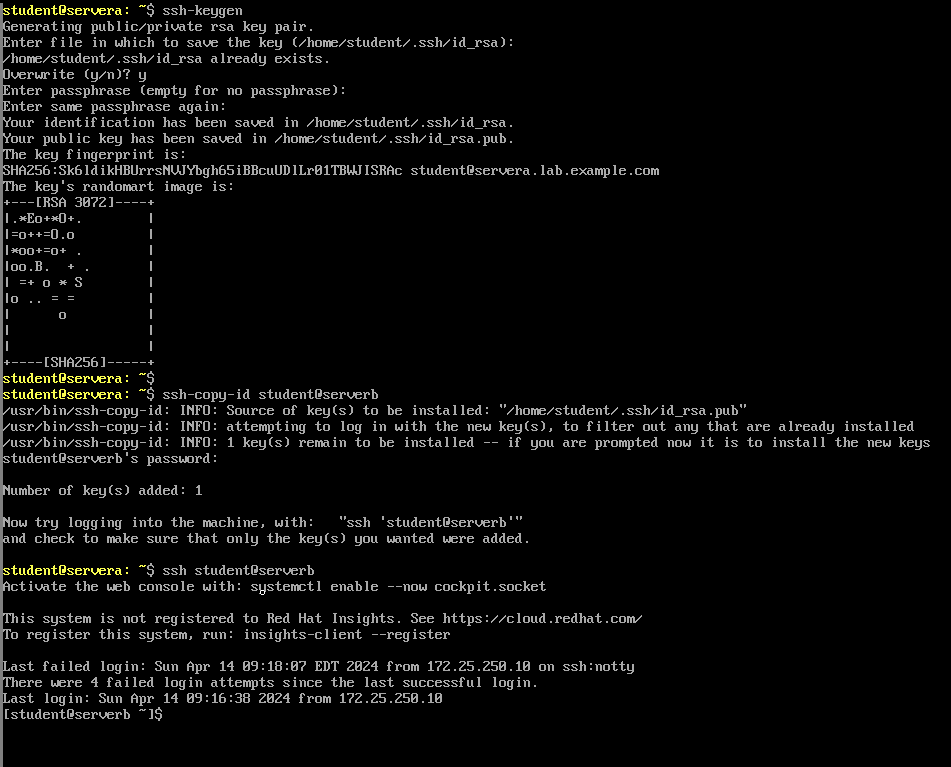 student@servera: ~$ ssh-keygen
Generating public/private rsa key pair.
Enter file in which to save the key (/home/student/.ssh/id_rsa):
/home/student/.ssh/id_rsa already exists.
Overwrite (y/n)? y
Enter passphrase (empty for no passphrase):
Enter same passphrase again:
Your identification has been saved in /home/student/.ssh/id_rsa.
Your public key has been saved in /home/student/.ssh/id_rsa.pub.
The key fingerprint is:
SHA256:Sk6ldikHBUrrsNVJYbgh65iBBcuUDlLr01TBWJISRAc student@servera.lab.example.com
The key's randomart image is:
+---[RSA 3072]----+
|.*Eo+*O+.        |
|=o++=O.o         |
|*oo+=o+ .        |
|oo.B.  + .       |
| =+ o * S        |
|o .. = =         |
|      o          |
|                 |
|                 |
+----[SHA256]-----+
student@servera: ~$
student@servera: ~$ ssh-copy-id student@serverb
/usr/bin/ssh-copy-id: INFO: Source of key(s) to be installed: "/home/student/.ssh/id_rsa.pub"
/usr/bin/ssh-copy-id: INFO: attempting to log in with the new key(s), to filter out any that are already installed
/usr/bin/ssh-copy-id: INFO: 1 key(s) remain to be installed -- if you are prompted now it is to install the new keys
student@serverb's password:
Number of key(s) added: 1
Now try logging into the machine, with:   "ssh 'student@serverb'"
and check to make sure that only the key(s) you wanted were added.
student@servera: ~$ ssh student@serverb
Activate the web console with: systemctl enable --now cockpit.socket
This system is not registered to Red Hat Insights. See https://cloud.redhat.com/
To register this system, run: insights-client --register
Last failed login: Sun Apr 14 09:18:07 EDT 2024 from 172.25.250.10 on ssh:notty
There were 4 failed login attempts since the last successful login.
Last login: Sun Apr 14 09:16:38 2024 from 172.25.250.10
[student@serverb ~]$